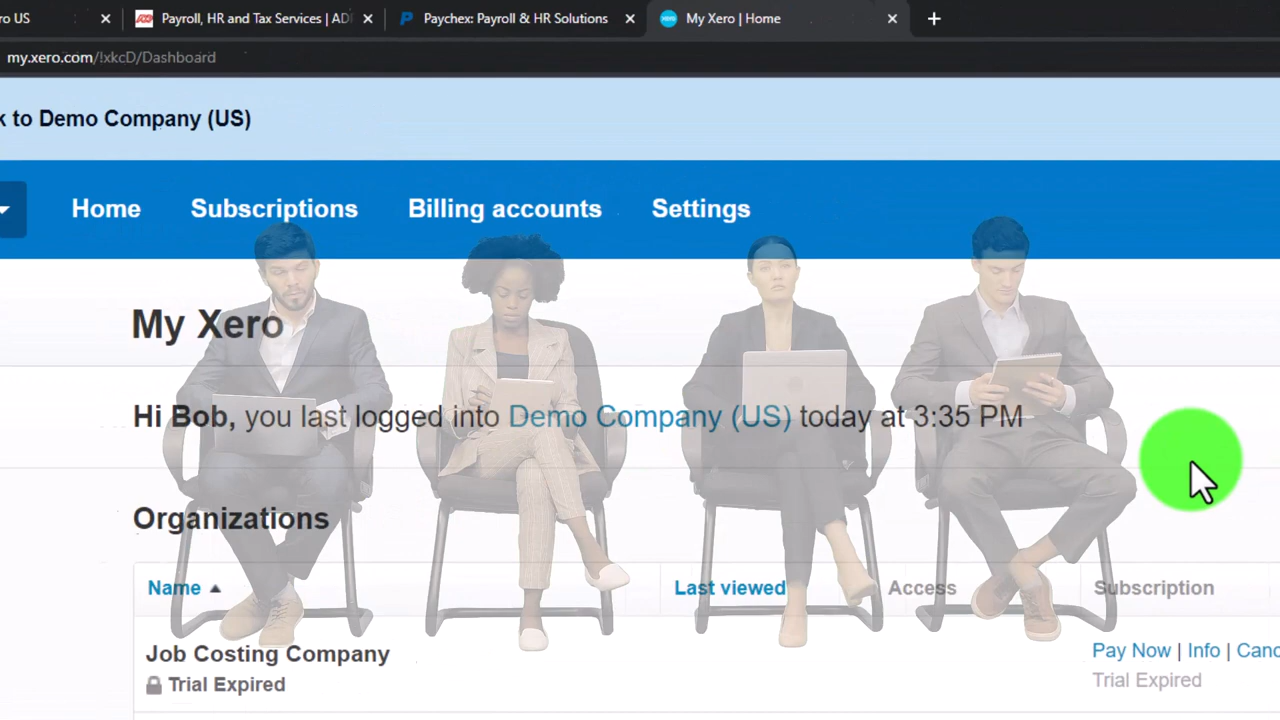 ro US
Payroll, HR and Tax Services | AD
Paychex: Payroll & HR Solutions
My Xero | Home
my.xero.com/!xkcD/Dashboard
k to Demo Company (US)
Home Subscriptions Billing accounts Settings
My Xero
Hi Bob, you last logged into Demo Company (US) today at 3:35 PM
Organizations
Name Last viewed Access Subscription
Job Costing Company Pay Now | Info | Canc
Trial Expired Trial Expired